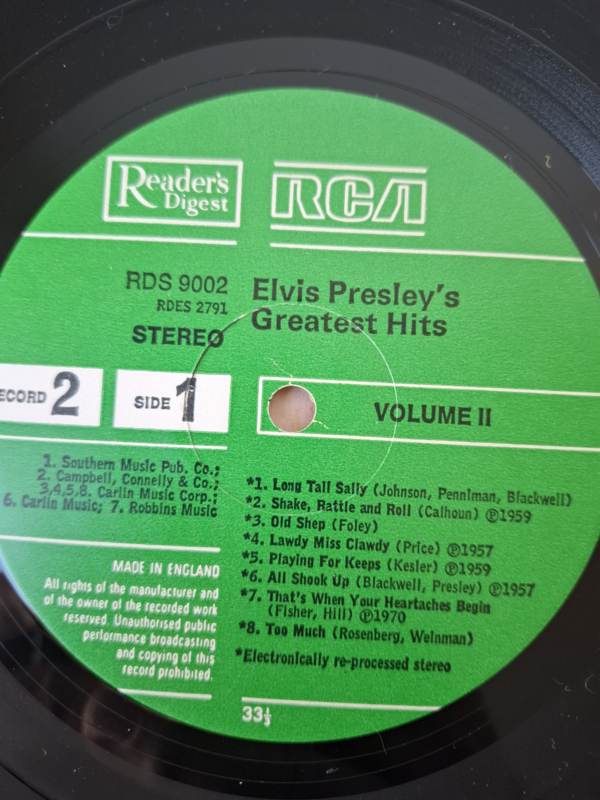 Reader's
Digest
RCA
RDS 9002
RDES 2791
STEREO
Elvis Presley's
Greatest Hits
ECORD 2
SIDE 1
VOLUME II
1. Southern Music Pub. Co.;
2. Campbell, Connelly & Co.;
3,4,5,8. Carlin Music Corp.;
6. Carlin Music; 7. Robbins Music
*1. Long Tall Sally (Johnson, Penniman, Blackwell)
*2. Shake, Rattle and Roll (Calhoun) ℗1959
*3. Old Shep (Foley)
*4. Lawdy Miss Clawdy (Price) ℗1957
*5. Playing For Keeps (Kesler) ℗1959
*6. All Shook Up (Blackwell, Presley) ℗1957
*7. That's When Your Heartaches Begin
(Fisher, Hill) ℗1970
*8. Too Much (Rosenberg, Weinman)
*Electronically re-processed stereo
MADE IN ENGLAND
All rights of the manufacturer and
of the owner of the recorded work
reserved. Unauthorised public
performance broadcasting
and copying of this
record prohibited.
33⅓